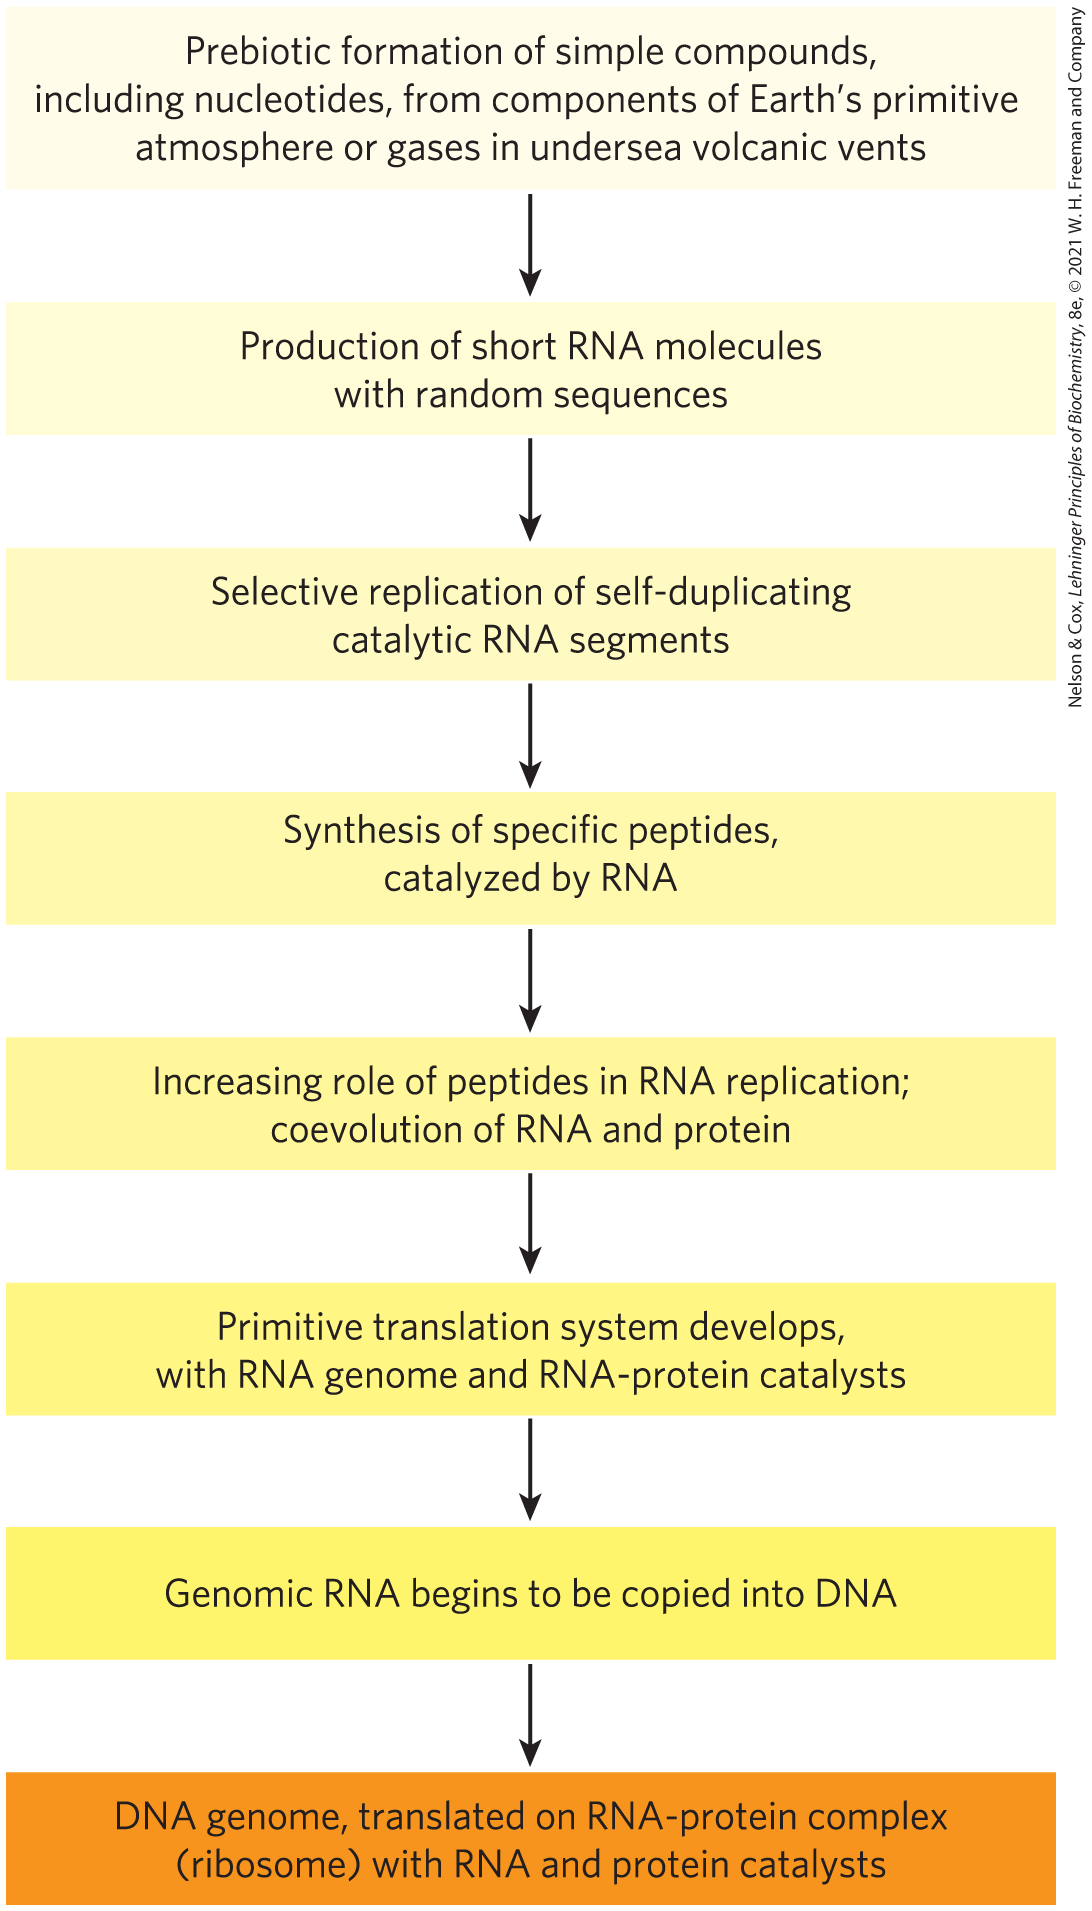 Prebiotic formation of simple compounds,
including nucleotides, from components of Earth’s primitive
atmosphere or gases in undersea volcanic vents
Production of short RNA molecules
with random sequences
Selective replication of self-duplicating
catalytic RNA segments
Synthesis of specific peptides,
catalyzed by RNA
Increasing role of peptides in RNA replication;
coevolution of RNA and protein
Primitive translation system develops,
with RNA genome and RNA-protein catalysts
Genomic RNA begins to be copied into DNA
DNA genome, translated on RNA-protein complex
(ribosome) with RNA and protein catalysts
Nelson & Cox, Lehninger Principles of Biochemistry, 8e, © 2021 W. H. Freeman and Company